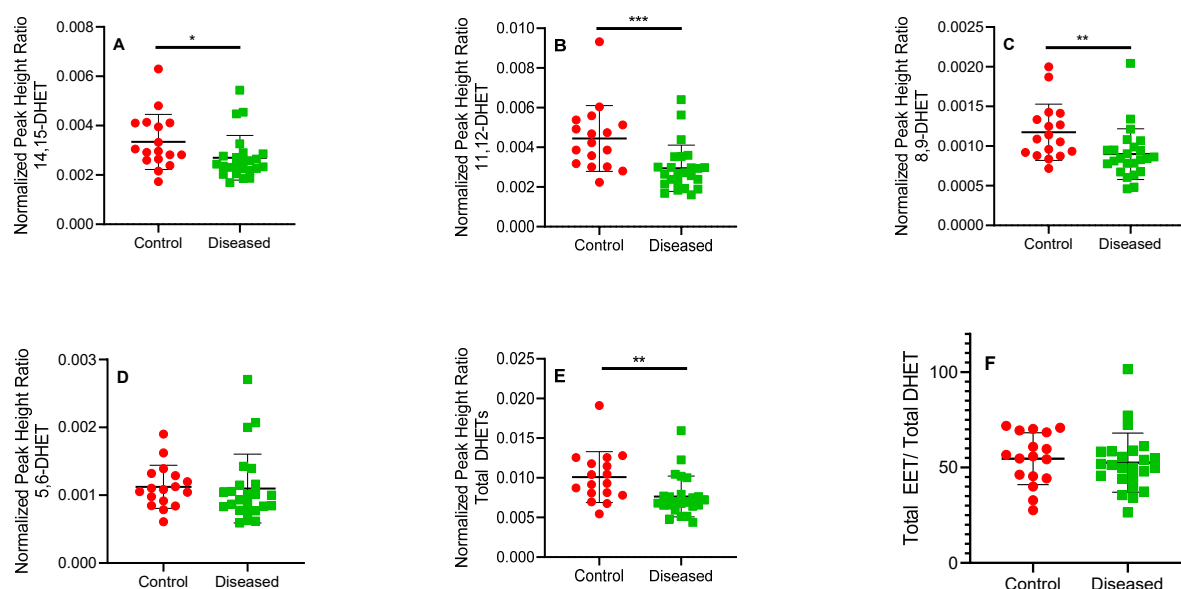 A
*
Normalized Peak Height Ratio
14,15-DHET
0.008
0.006
0.004
0.002
0.000
Control Diseased
B
***
Normalized Peak Height Ratio
11,12-DHET
0.010
0.008
0.006
0.004
0.002
0.000
Control Diseased
C
**
Normalized Peak Height Ratio
8,9-DHET
0.0025
0.0020
0.0015
0.0010
0.0005
0.0000
Control Diseased
D
Normalized Peak Height Ratio
5,6-DHET
0.003
0.002
0.001
0.000
Control Diseased
E
**
Normalized Peak Height Ratio
Total DHETs
0.025
0.020
0.015
0.010
0.005
0.000
Control Diseased
F
Total EET/ Total DHET
100
50
0
Control Diseased